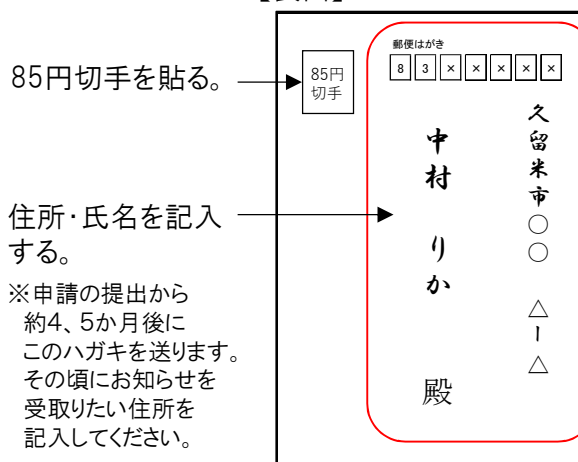 85円切手を貼る。
住所・氏名を記入
する。
※申請の提出から
約4、5か月後に
このハガキを送ります。
その頃にお知らせを
受取りたい住所を
記入してください。
85円
切手
郵便はがき
83×××××
久留米市○○ △ー△
中村 りか 殿